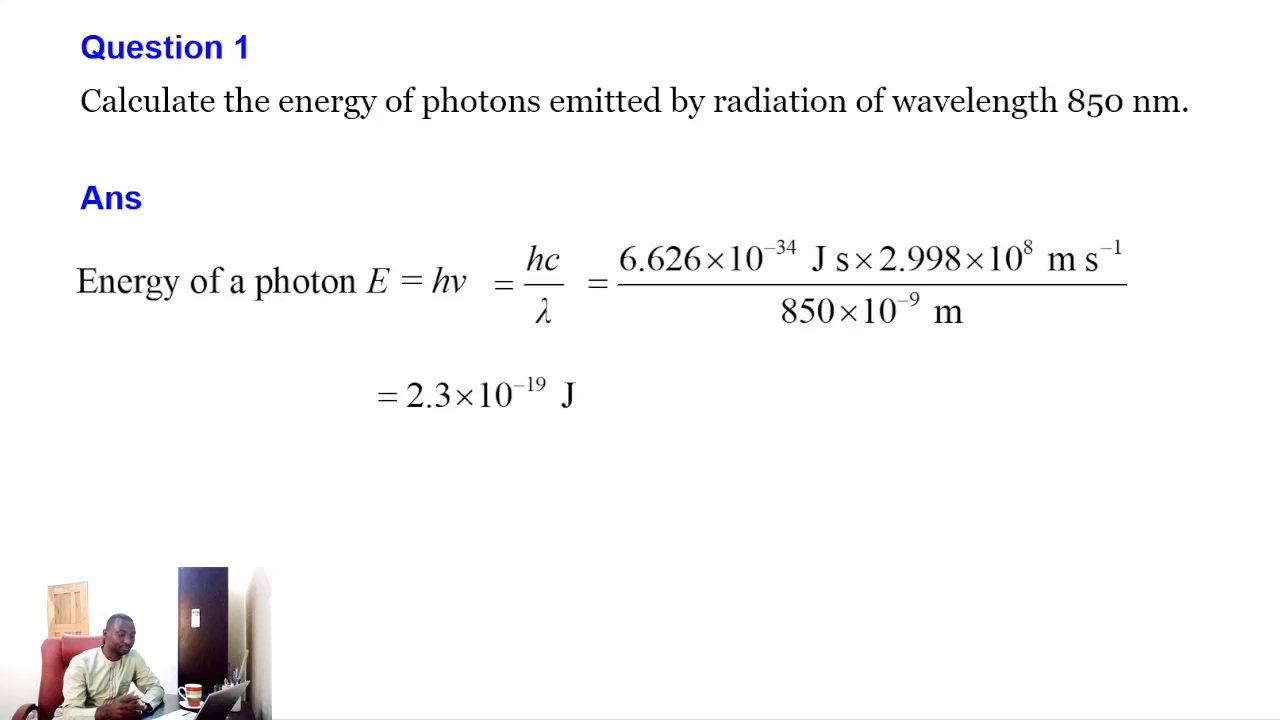 Question 1
Calculate the energy of photons emitted by radiation of wavelength 850 nm.
Ans
Energy of a photon E = hν = hc/λ = 6.626×10⁻³⁴ J s×2.998×10⁸ m s⁻¹ / 850×10⁻⁹ m
= 2.3×10⁻¹⁹ J